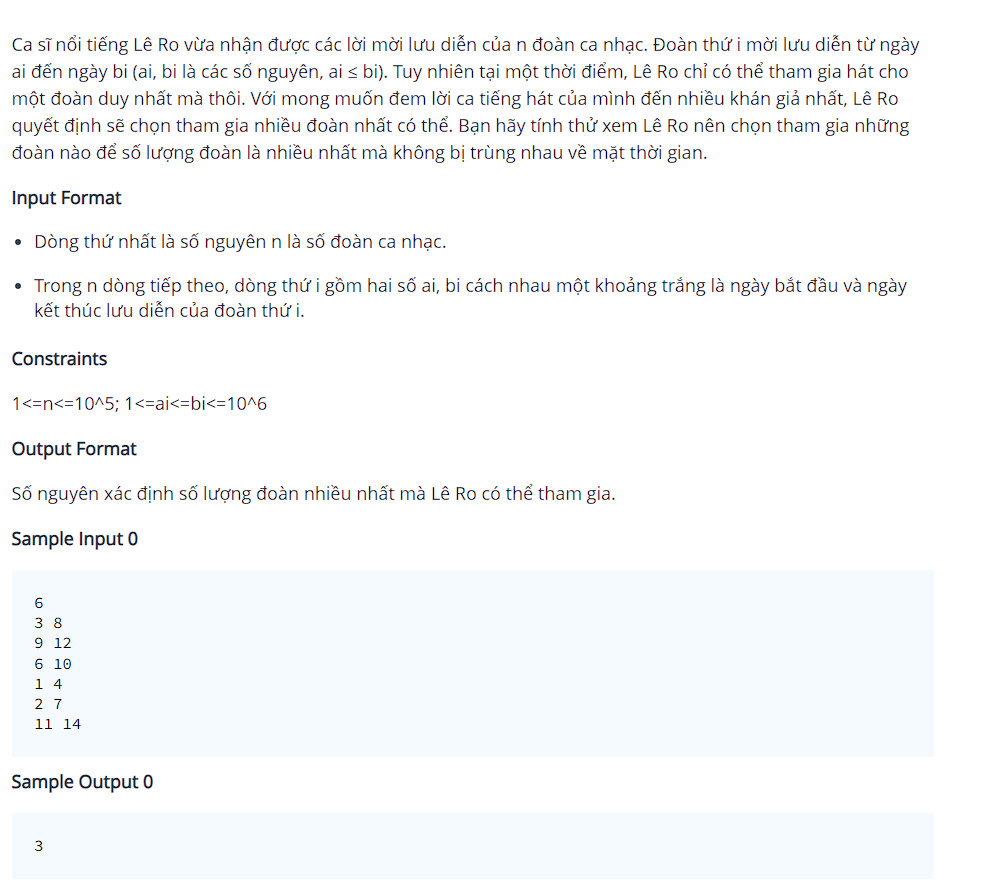 Ca sĩ nổi tiếng Lê Ro vừa nhận được các lời mời lưu diễn của n đoàn ca nhạc. Đoàn thứ i mời lưu diễn từ ngày
ai đến ngày bi (ai, bi là các số nguyên, ai ≤ bi). Tuy nhiên tại một thời điểm, Lê Ro chỉ có thể tham gia hát cho
một đoàn duy nhất mà thôi. Với mong muốn đem lời ca tiếng hát của mình đến nhiều khán giả nhất, Lê Ro
quyết định sẽ chọn tham gia nhiều đoàn nhất có thể. Bạn hãy tính thử xem Lê Ro nên chọn tham gia những
đoàn nào để số lượng đoàn là nhiều nhất mà không bị trùng nhau về mặt thời gian.
Input Format
• Dòng thứ nhất là số nguyên n là số đoàn ca nhạc.
• Trong n dòng tiếp theo, dòng thứ i gồm hai số ai, bi cách nhau một khoảng trắng là ngày bắt đầu và ngày
kết thúc lưu diễn của đoàn thứ i.
Constraints
1<=n<=10^5; 1<=ai<=bi<=10^6
Output Format
Số nguyên xác định số lượng đoàn nhiều nhất mà Lê Ro có thể tham gia.
Sample Input 0
6
3 8
9 12
6 10
1 4
2 7
11 14
Sample Output 0
3